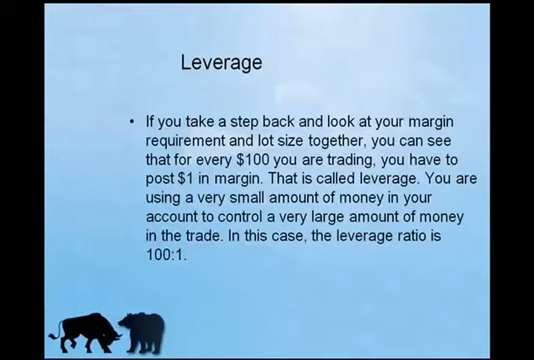 Leverage
• If you take a step back and look at your margin
requirement and lot size together, you can see
that for every $100 you are trading, you have to
post $1 in margin. That is called leverage. You are
using a very small amount of money in your
account to control a very large amount of money
in the trade. In this case, the leverage ratio is
100:1.